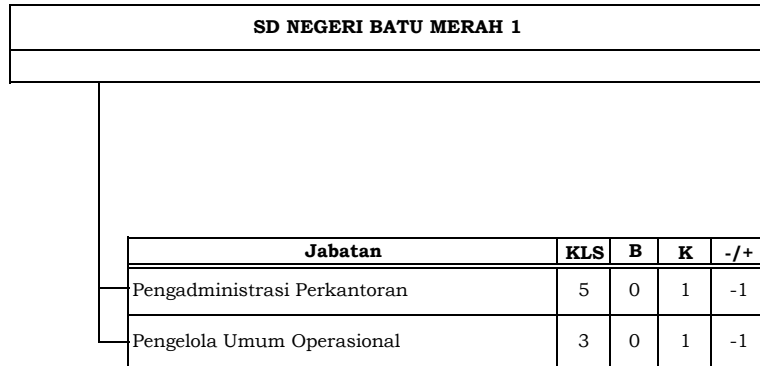 SD NEGERI BATU MERAH 1
Jabatan KLS B K -/+
Pengadministrasi Perkantoran 5 0 1 -1
Pengelola Umum Operasional 3 0 1 -1